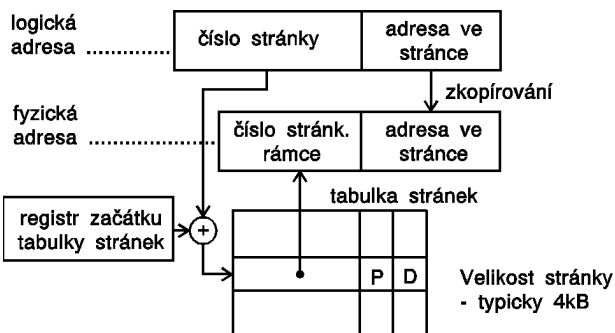 logická
adresa
číslo stránky
adresa ve
stránce
zkopírování
fyzická
adresa
číslo stránk.
rámce
adresa ve
stránce
tabulka stránek
registr začátku
tabulky stránek
+
P D
Velikost stránky
- typicky 4kB